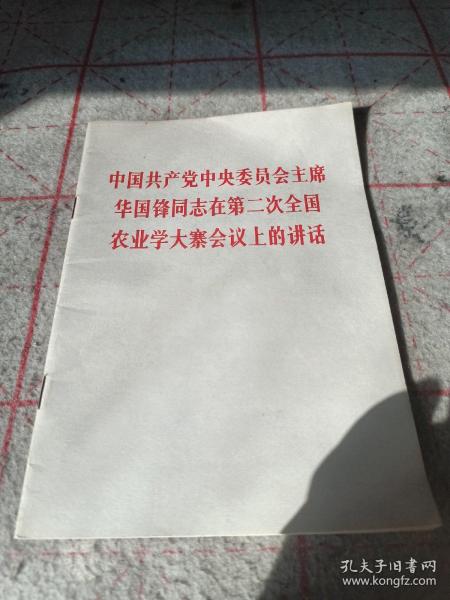 中国共产党中央委员会主席
华国锋同志在第二次全国
农业学大寨会议上的讲话
孔夫子旧书网
www.kongfz.com